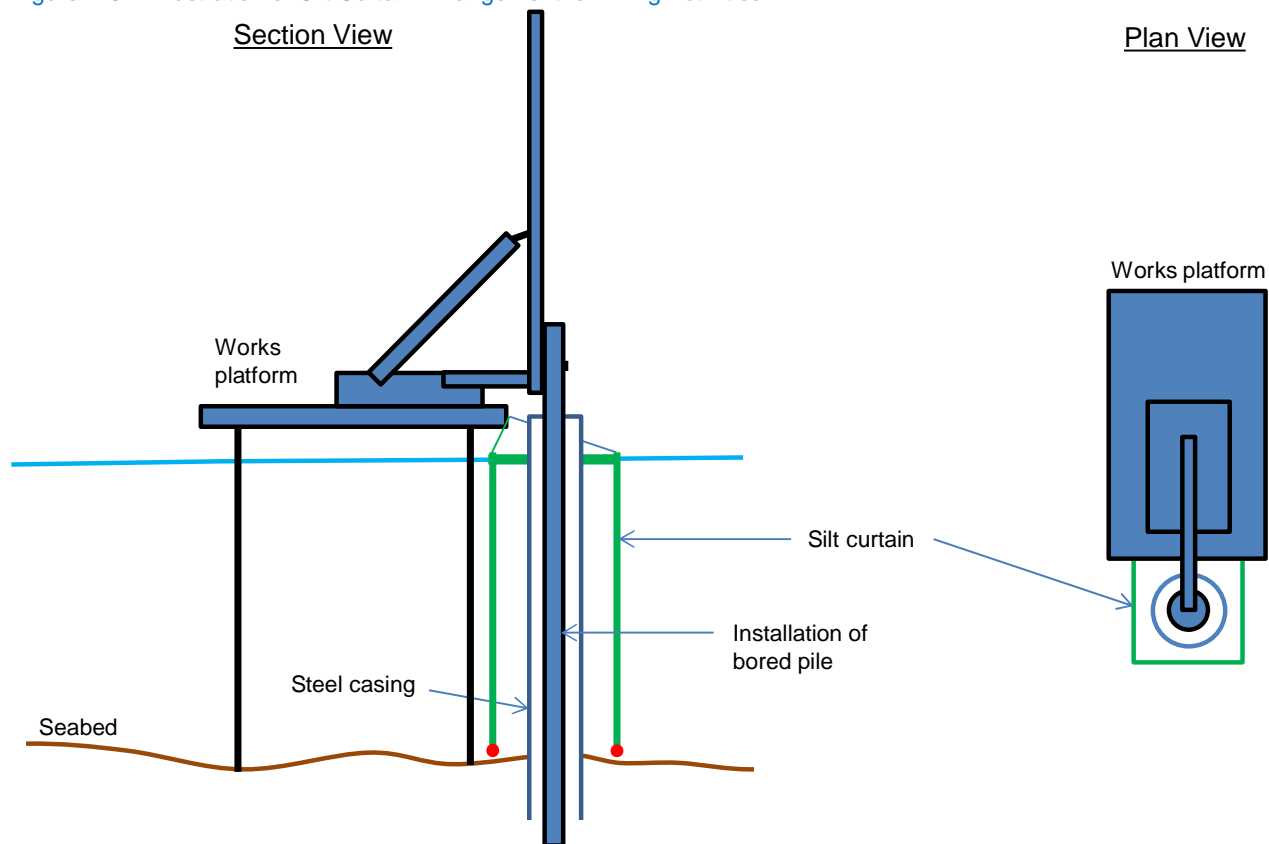 Section View
Plan View
Works platform
Works
platform
Silt curtain
Installation of
bored pile
Steel casing
Seabed